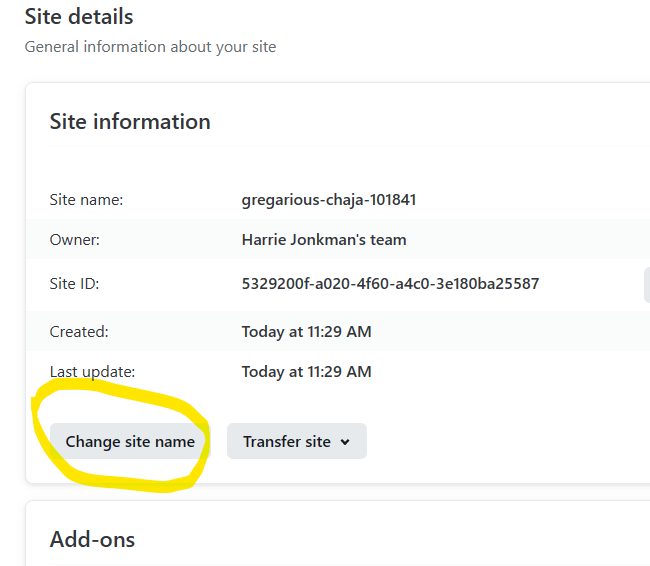 Site details
General information about your site
Site information
Site name: gregarious-chaja-101841
Owner: Harrie Jonkman's team
Site ID: 5329200f-a020-4f60-a4c0-3e180ba25587
Created: Today at 11:29 AM
Last update: Today at 11:29 AM
Change site name Transfer site
Add-ons